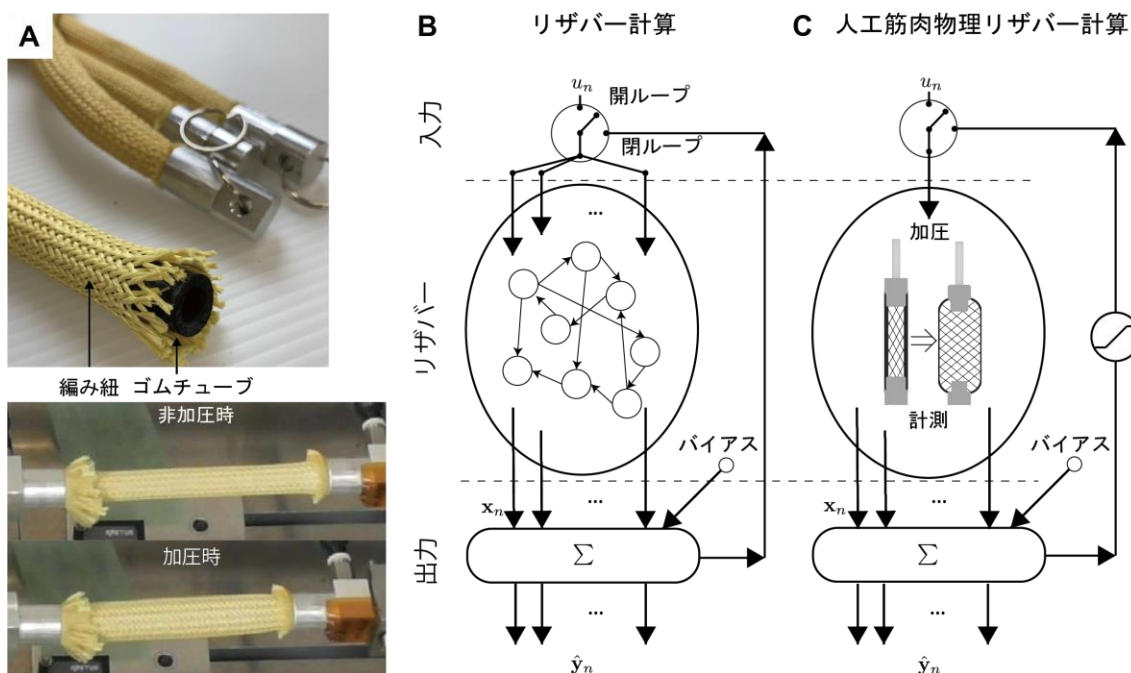 A
編み紐 ゴムチューブ
非加圧時
加圧時
B リザバー計算
入力
u_n
開ループ
閉ループ
...
リザバー
バイアス
x_n
...
出力
Σ
...
ŷ_n
C 人工筋肉物理リザバー計算
u_n
加圧
計測
バイアス
x_n
...
Σ
...
ŷ_n